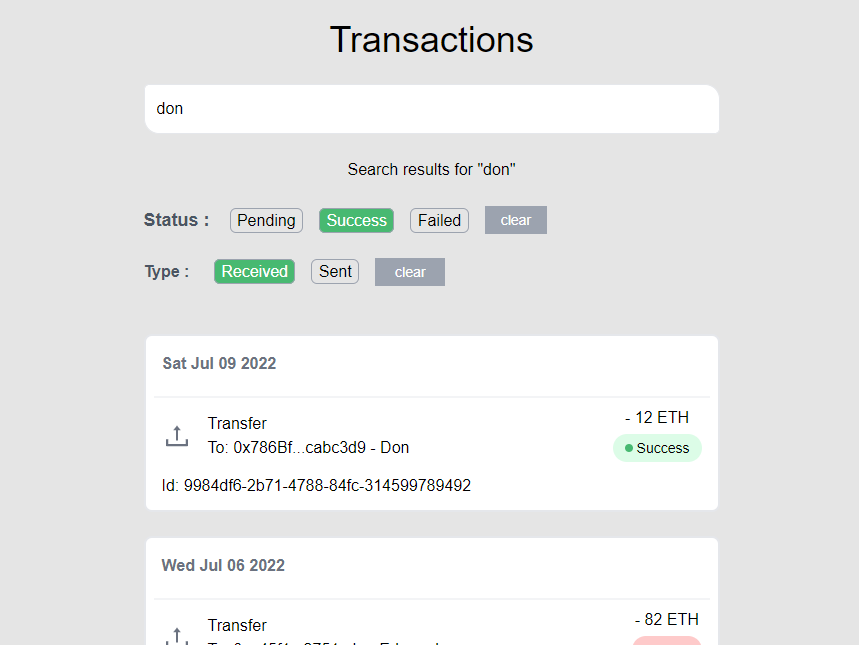 Transactions
don
Search results for "don"
Status : Pending Success Failed clear
Type : Received Sent clear
Sat Jul 09 2022
Transfer
- 12 ETH
To: 0x786Bf...cabc3d9 - Don
Success
Id: 9984df6-2b71-4788-84fc-314599789492
Wed Jul 06 2022
Transfer
- 82 ETH